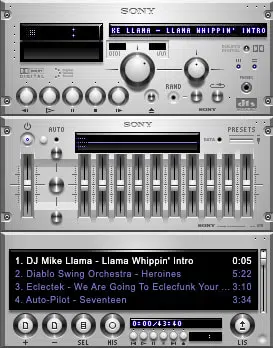 SONY
KE LLAMA - LLAMA WHIPPIN' INTRO
DIGITAL
RAND
SONY
dts
SONY
AUTO
PRESETS
1. DJ Mike Llama - Llama Whippin' Intro 0:05
2. Diablo Swing Orchestra - Heroines 5:22
3. Eclectek - We Are Going To Eclecfunk Your ... 3:10
4. Auto-Pilot - Seventeen 3:34
0:00/43:40
+ - SEL MIS LIS